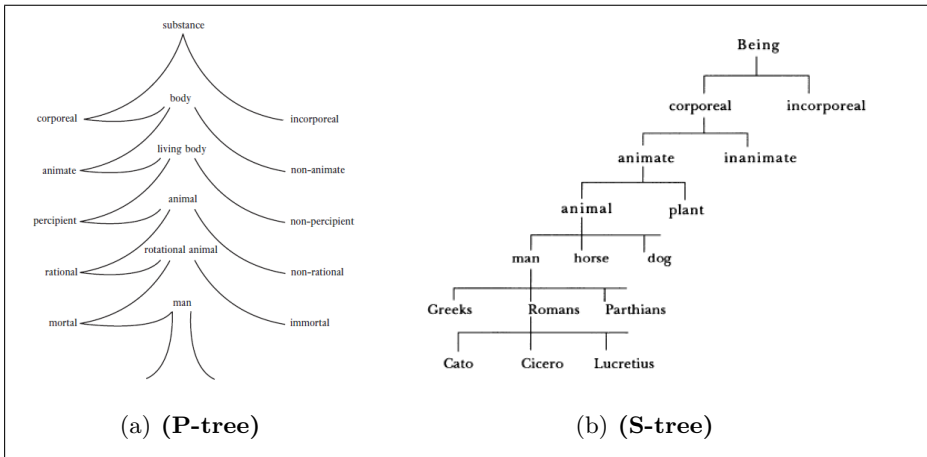 substance
body
corporeal
incorporeal
living body
animate
non-animate
animal
percipient
non-percipient
rotational animal
rational
non-rational
man
mortal
immortal
(a) (P-tree)
Being
corporeal incorporeal
animate inanimate
animal plant
man horse dog
Greeks Romans Parthians
Cato Cicero Lucretius
(b) (S-tree)